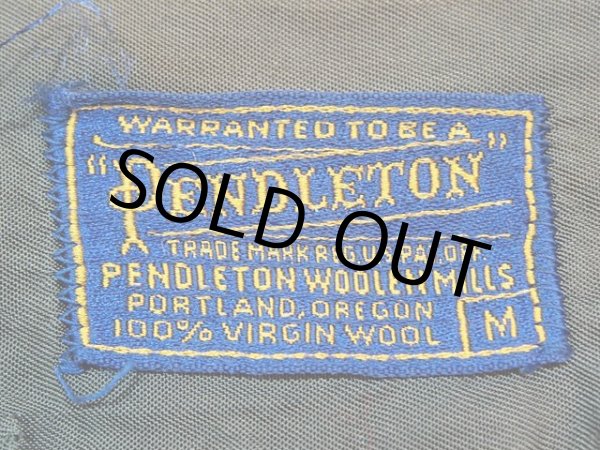 WARRANTED TO BE A
"PENDLETON"
TRADE MARK REG. U.S. PAT. OFF.
PENDLETON WOOLEN MILLS
PORTLAND, OREGON
100% VIRGIN WOOL
M
SOLD OUT